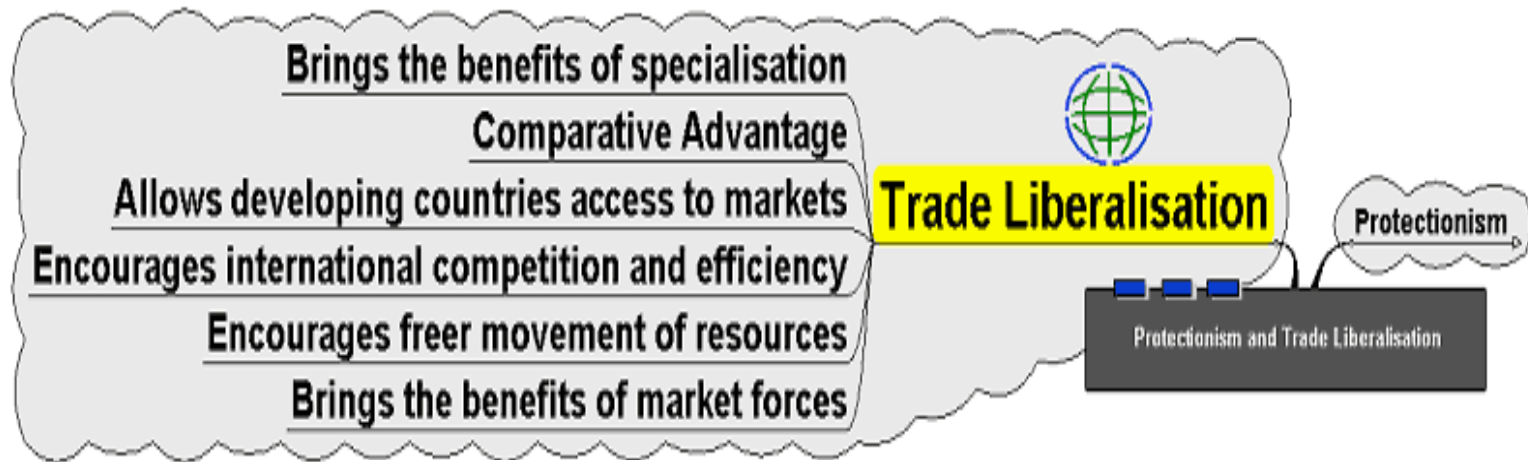 Brings the benefits of specialisation
Comparative Advantage
Allows developing countries access to markets
Encourages international competition and efficiency
Encourages freer movement of resources
Brings the benefits of market forces
Trade Liberalisation
Protectionism
Protectionism and Trade Liberalisation